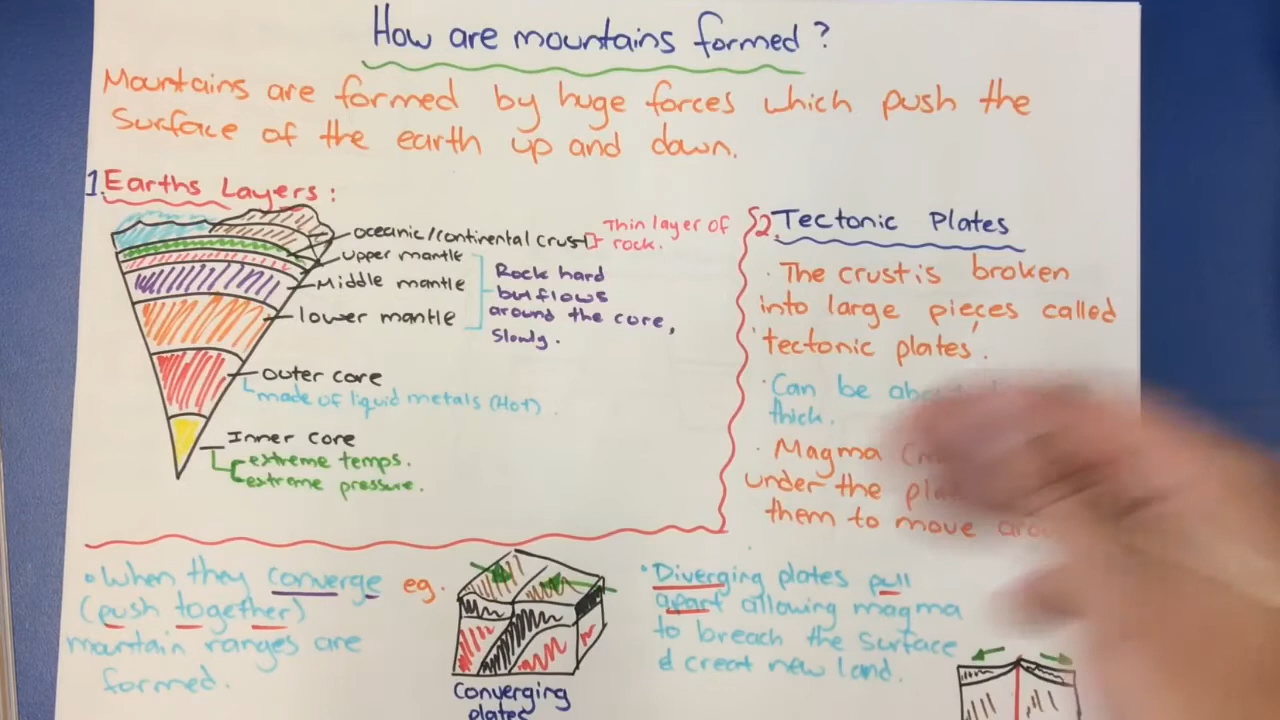 How are mountains formed?
Mountains are formed by huge forces which push the
Surface of the earth up and down.
1. Earths Layers:
oceanic/continental crust
Thin layer of
rock.
upper mantle
Middle mantle
lower mantle
Rock hard
but flows
around the core,
Slowly.
outer core
made of liquid metals (Hot)
Inner core
extreme temps.
extreme pressure.
2. Tectonic Plates
· The crust is broken
into large pieces called
'tectonic plates'.
· Can be
thick.
· Magma
under the
them to move
• When they converge eg.
(push together)
mountain ranges are
formed.
Converging
plates
• Diverging plates pull
apart allowing magma
to breach the surface
& creat new land.